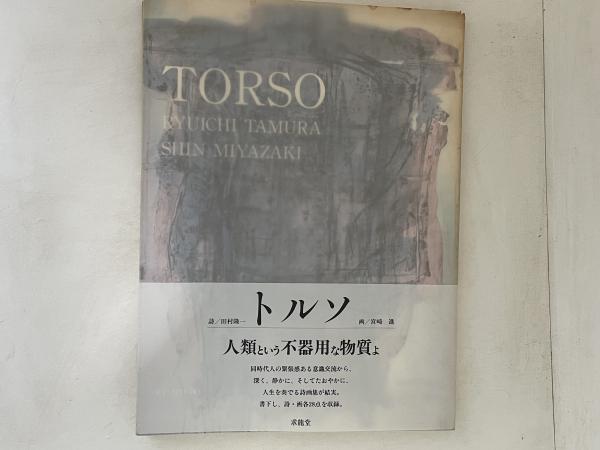 TORSO
RYUICHI TAMURA
SHIN MIYAZAKI
詩／田村隆一 トルソ 画／宮崎 進
人類という不器用な物質よ
同時代人の緊張感ある意識交流から、
深く、静かに、そしてたおやかに、
人生を奏でる詩画集が結実。
書下し、詩・画各28点を収録。
求龍堂